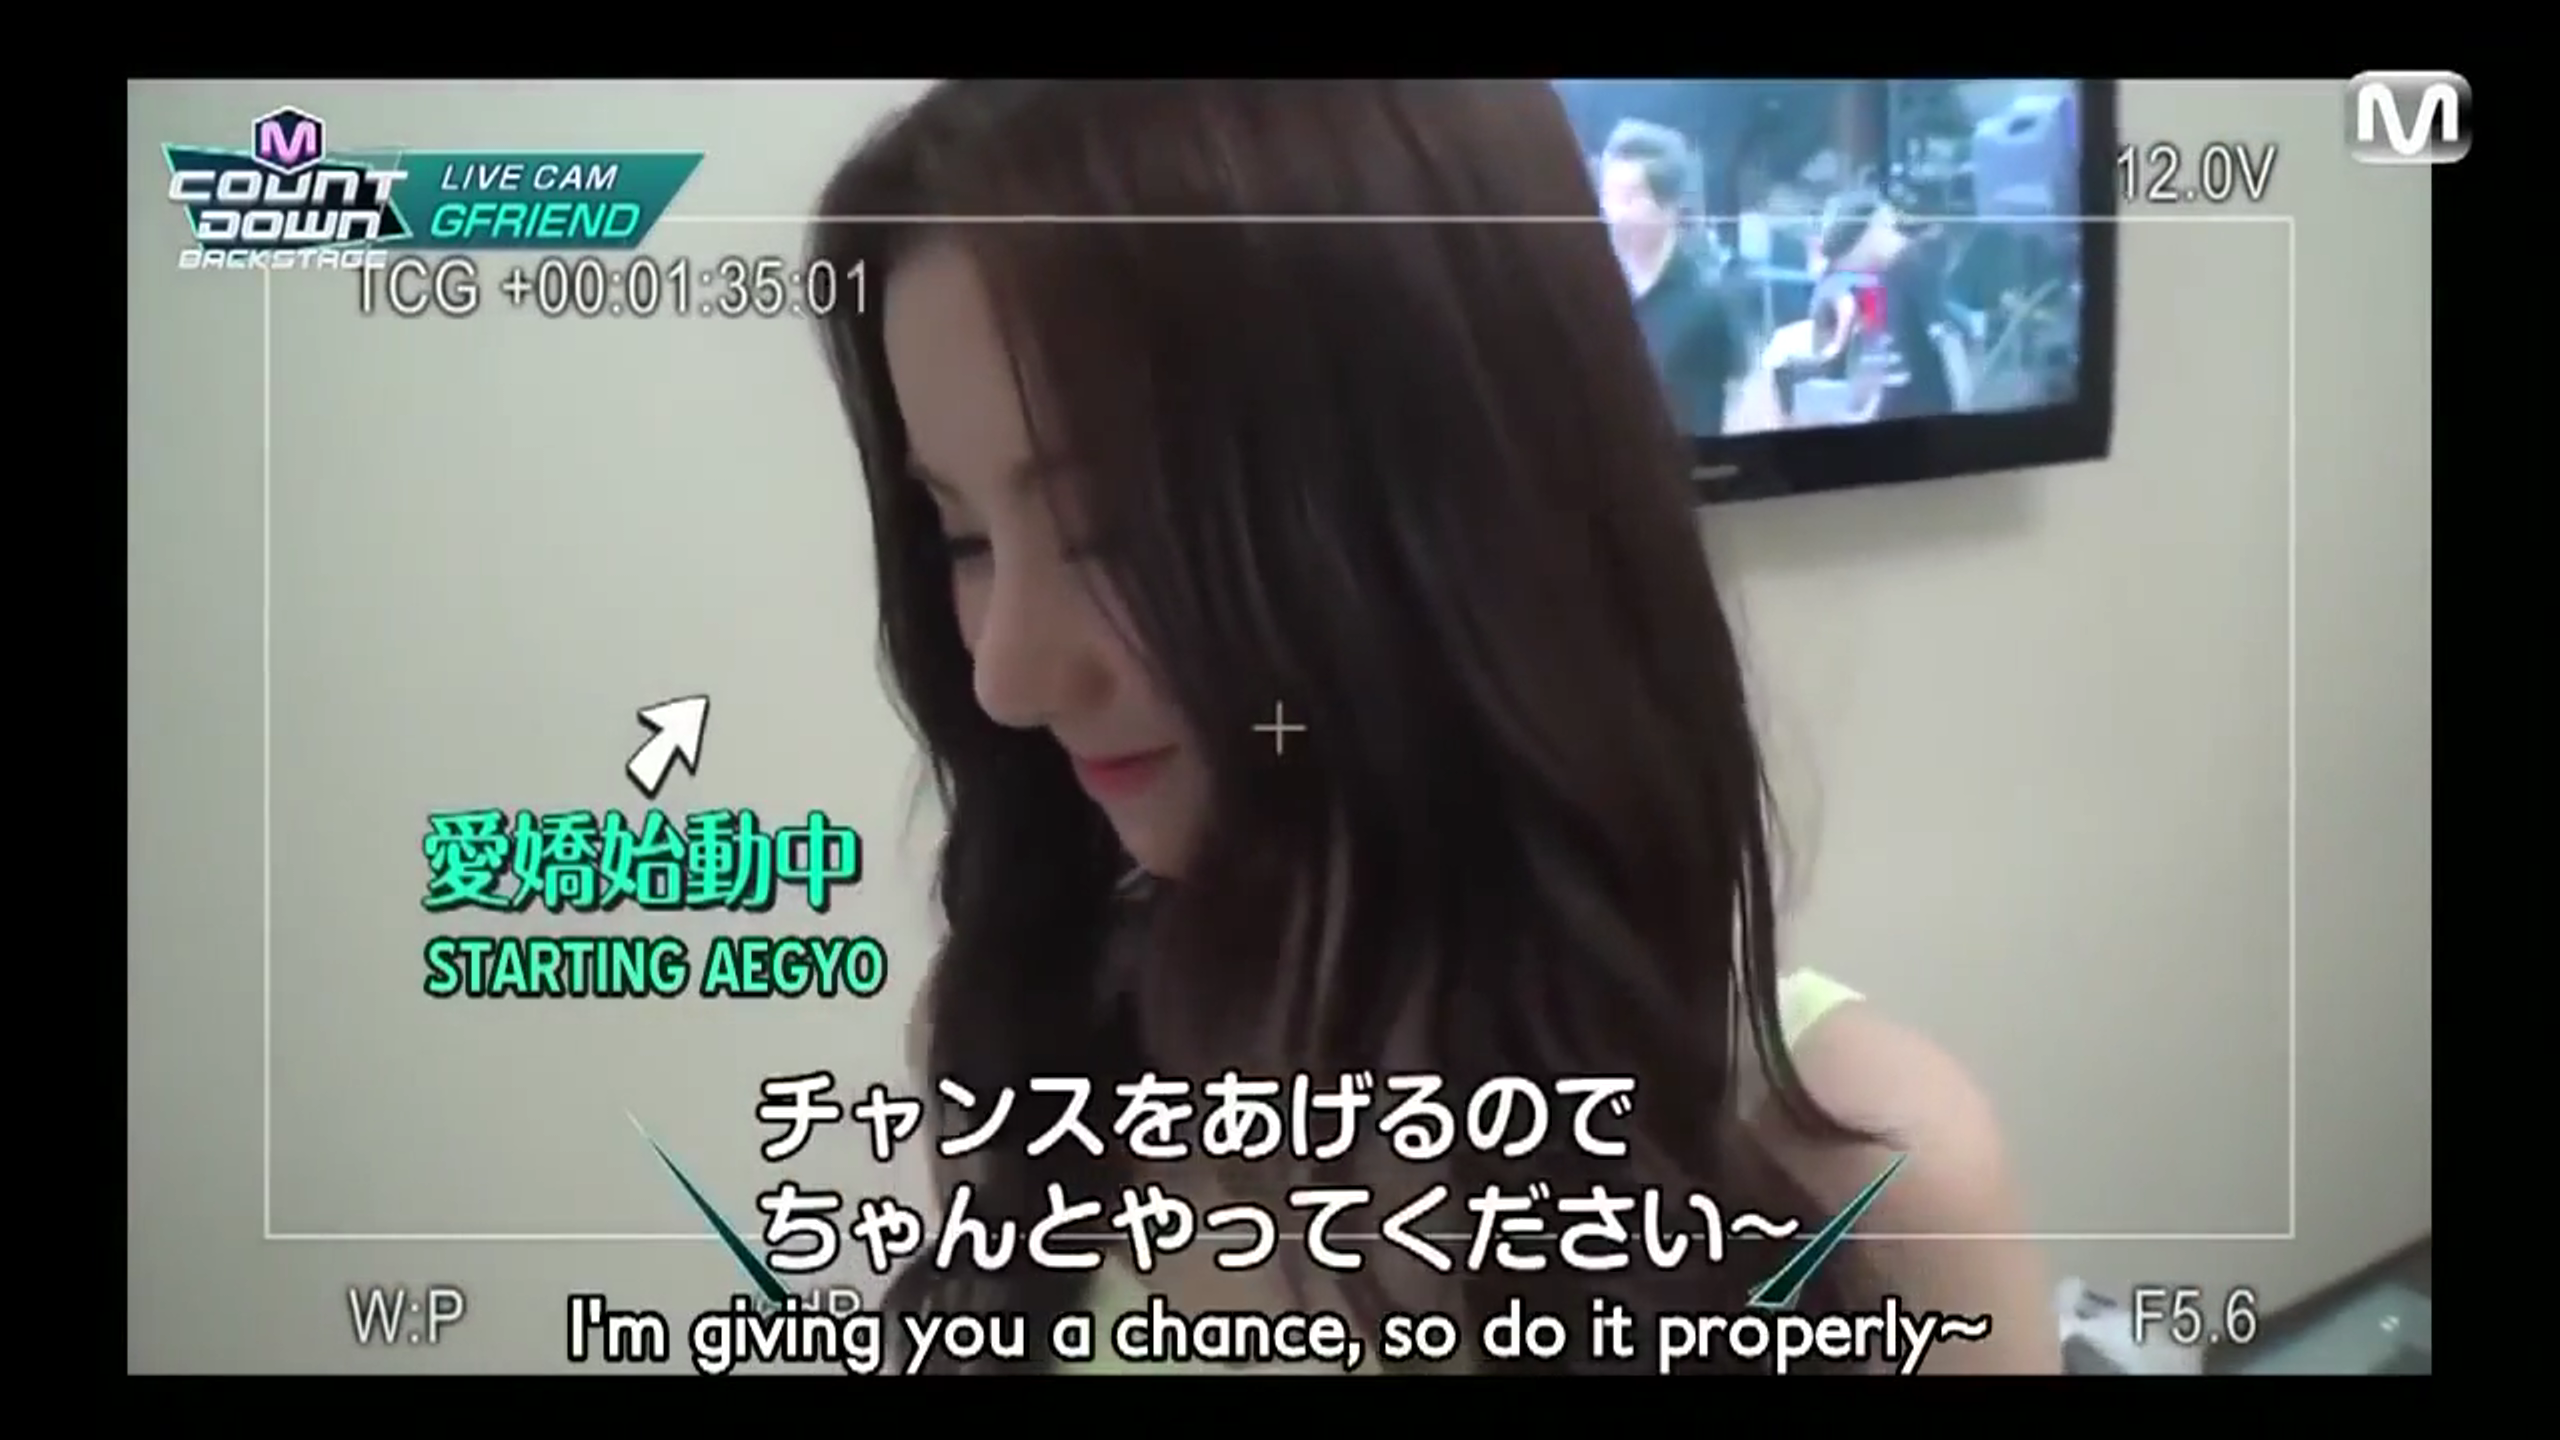 M
12.0V
M
COUNT
DOWN
BACKSTAGE
LIVE CAM
GFRIEND
TCG +00:01:35:01
愛嬌始動中
STARTING AEGYO
チャンスをあげるので
ちゃんとやってください～
W:P
F5.6
I'm giving you a chance, so do it properly~